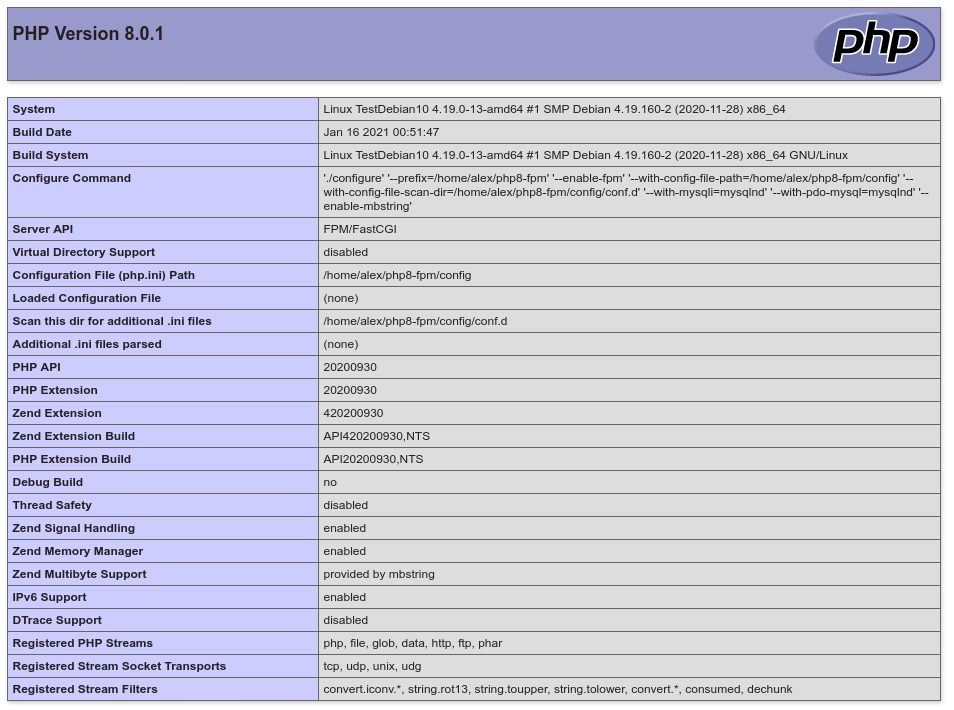 PHP Version 8.0.1
php
System Linux TestDebian10 4.19.0-13-amd64 #1 SMP Debian 4.19.160-2 (2020-11-28) x86_64
Build Date Jan 16 2021 00:51:47
Build System Linux TestDebian10 4.19.0-13-amd64 #1 SMP Debian 4.19.160-2 (2020-11-28) x86_64 GNU/Linux
Configure Command './configure' '--prefix=/home/alex/php8-fpm' '--enable-fpm' '--with-config-file-path=/home/alex/php8-fpm/config' '--
with-config-file-scan-dir=/home/alex/php8-fpm/config/conf.d' '--with-mysqli=mysqlnd' '--with-pdo-mysql=mysqlnd' '--
enable-mbstring'
Server API FPM/FastCGI
Virtual Directory Support disabled
Configuration File (php.ini) Path /home/alex/php8-fpm/config
Loaded Configuration File (none)
Scan this dir for additional .ini files /home/alex/php8-fpm/config/conf.d
Additional .ini files parsed (none)
PHP API 20200930
PHP Extension 20200930
Zend Extension 420200930
Zend Extension Build API420200930,NTS
PHP Extension Build API20200930,NTS
Debug Build no
Thread Safety disabled
Zend Signal Handling enabled
Zend Memory Manager enabled
Zend Multibyte Support provided by mbstring
IPv6 Support enabled
DTrace Support disabled
Registered PHP Streams php, file, glob, data, http, ftp, phar
Registered Stream Socket Transports tcp, udp, unix, udg
Registered Stream Filters convert.iconv.*, string.rot13, string.toupper, string.tolower, convert.*, consumed, dechunk